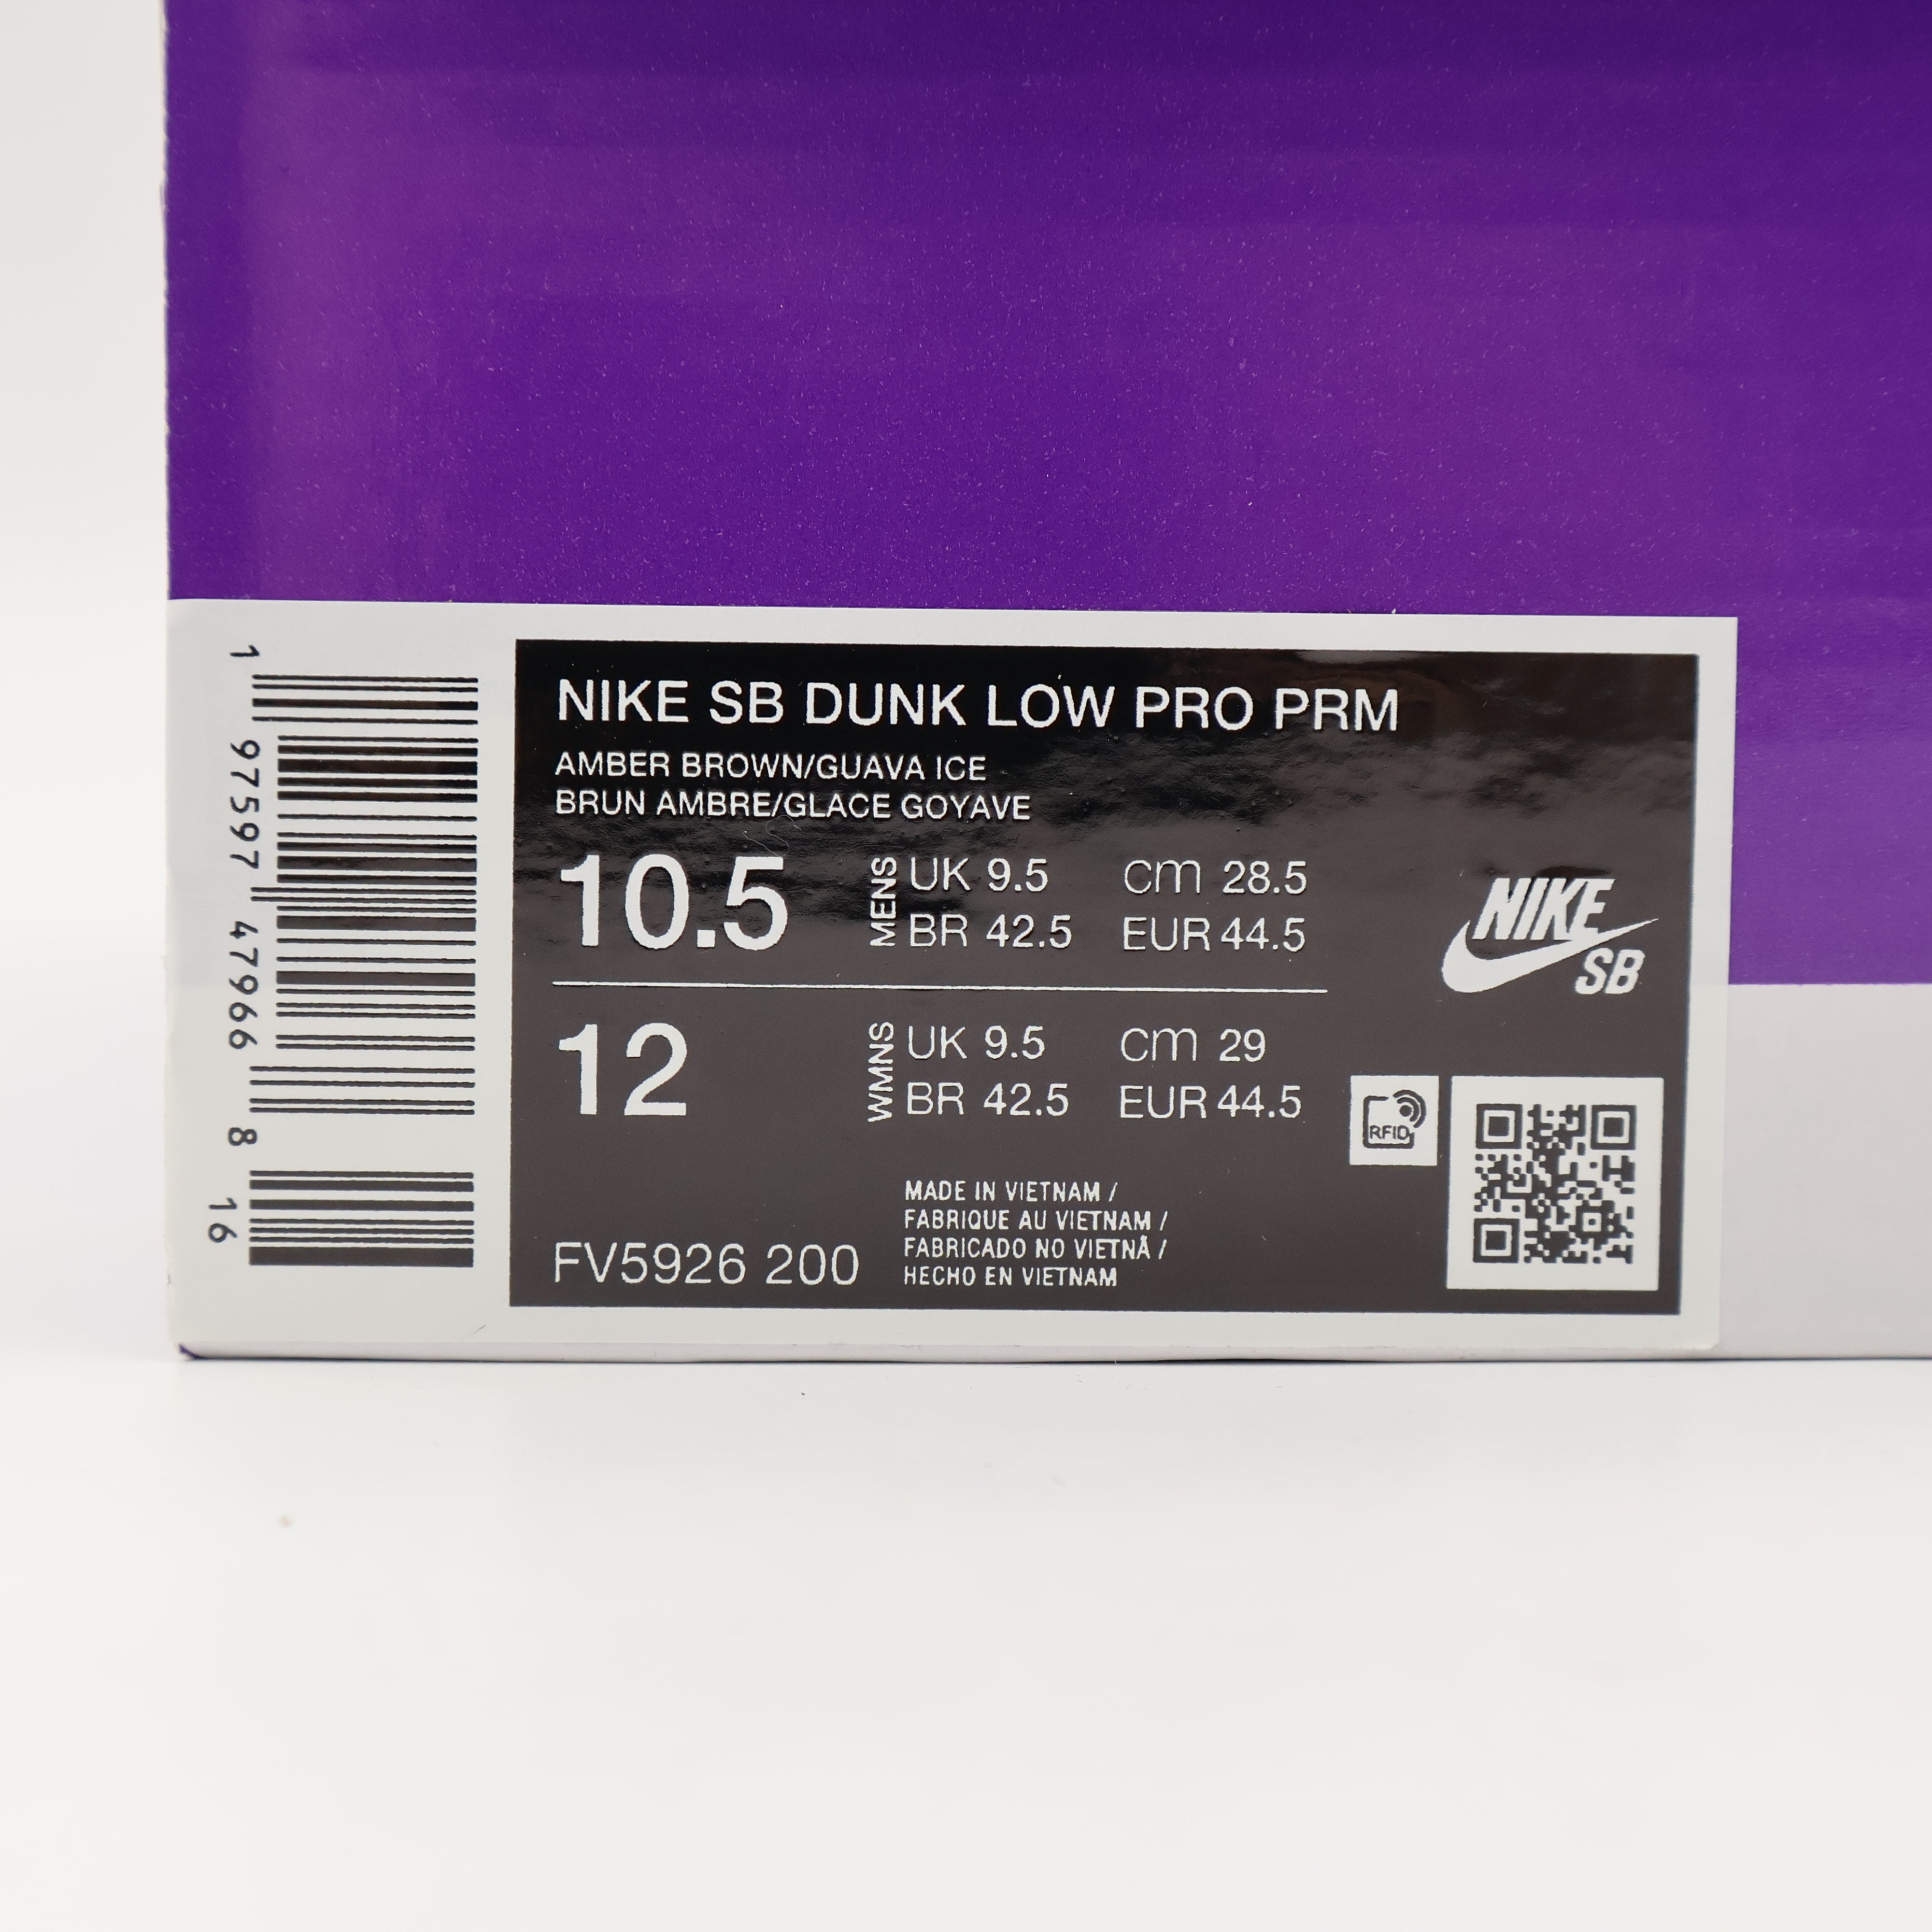 1 97597 47966 8 16
NIKE SB DUNK LOW PRO PRM
AMBER BROWN/GUAVA ICE
BRUN AMBRE/GLACE GOYAVE
10.5 MENS UK 9.5 cm 28.5
BR 42.5 EUR 44.5
12 WMNS UK 9.5 cm 29
BR 42.5 EUR 44.5
NIKE
SB
RFID
MADE IN VIETNAM /
FABRIQUE AU VIETNAM /
FABRICADO NO VIETNÃ /
HECHO EN VIETNAM
FV5926 200